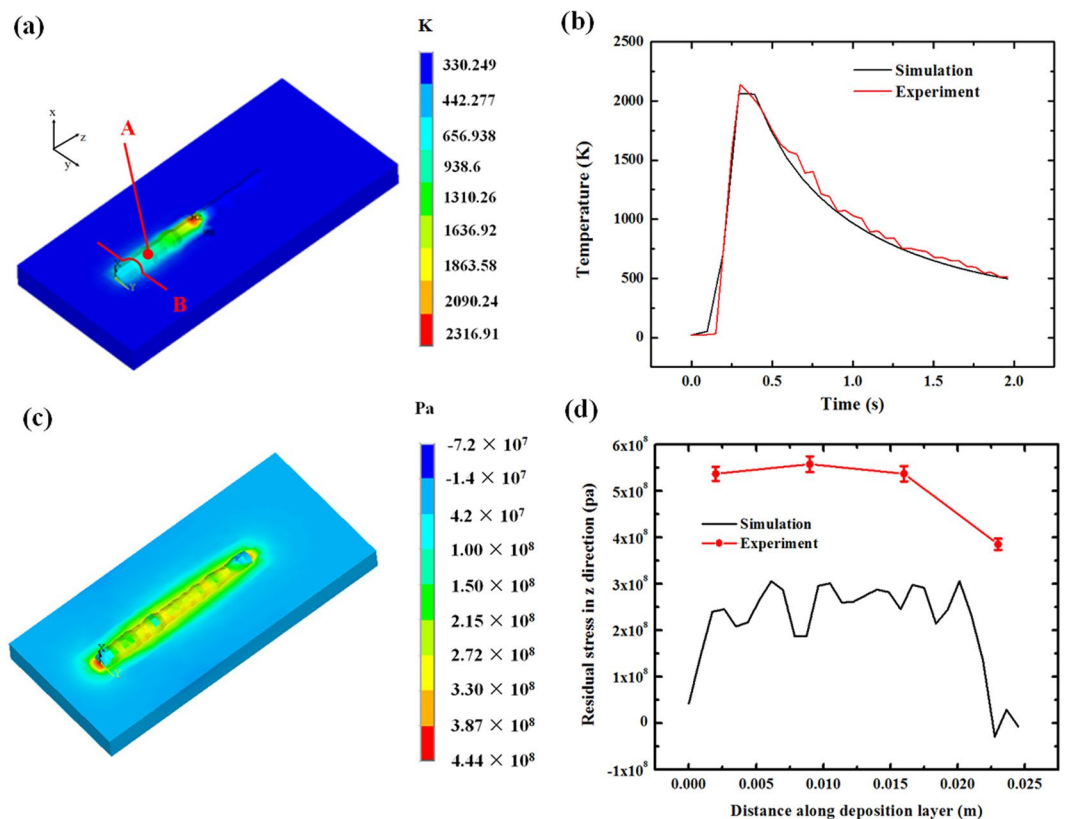 (a)
K
330.249
442.277
656.938
938.6
1310.26
1636.92
1863.58
2090.24
2316.91
x
z
y
A
B
Y
(b)
Temperature (K)
2500
2000
1500
1000
500
0
Simulation
Experiment
0.0 0.5 1.0 1.5 2.0
Time (s)
(c)
Pa
-7.2 × 10⁷
-1.4 × 10⁷
4.2 × 10⁷
1.00 × 10⁸
1.50 × 10⁸
2.15 × 10⁸
2.72 × 10⁸
3.30 × 10⁸
3.87 × 10⁸
4.44 × 10⁸
X
Y
(d)
Residual stress in z direction (pa)
6x10⁸
5x10⁸
4x10⁸
3x10⁸
2x10⁸
1x10⁸
0
-1x10⁸
Simulation
Experiment
0.000 0.005 0.010 0.015 0.020 0.025
Distance along deposition layer (m)